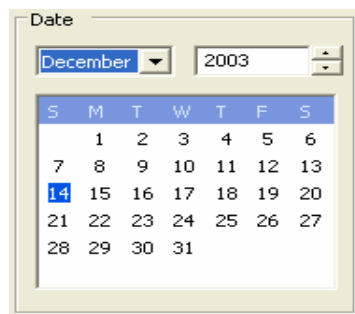 Date
December 2003
S M T W T F S
1 2 3 4 5 6
7 8 9 10 11 12 13
14 15 16 17 18 19 20
21 22 23 24 25 26 27
28 29 30 31